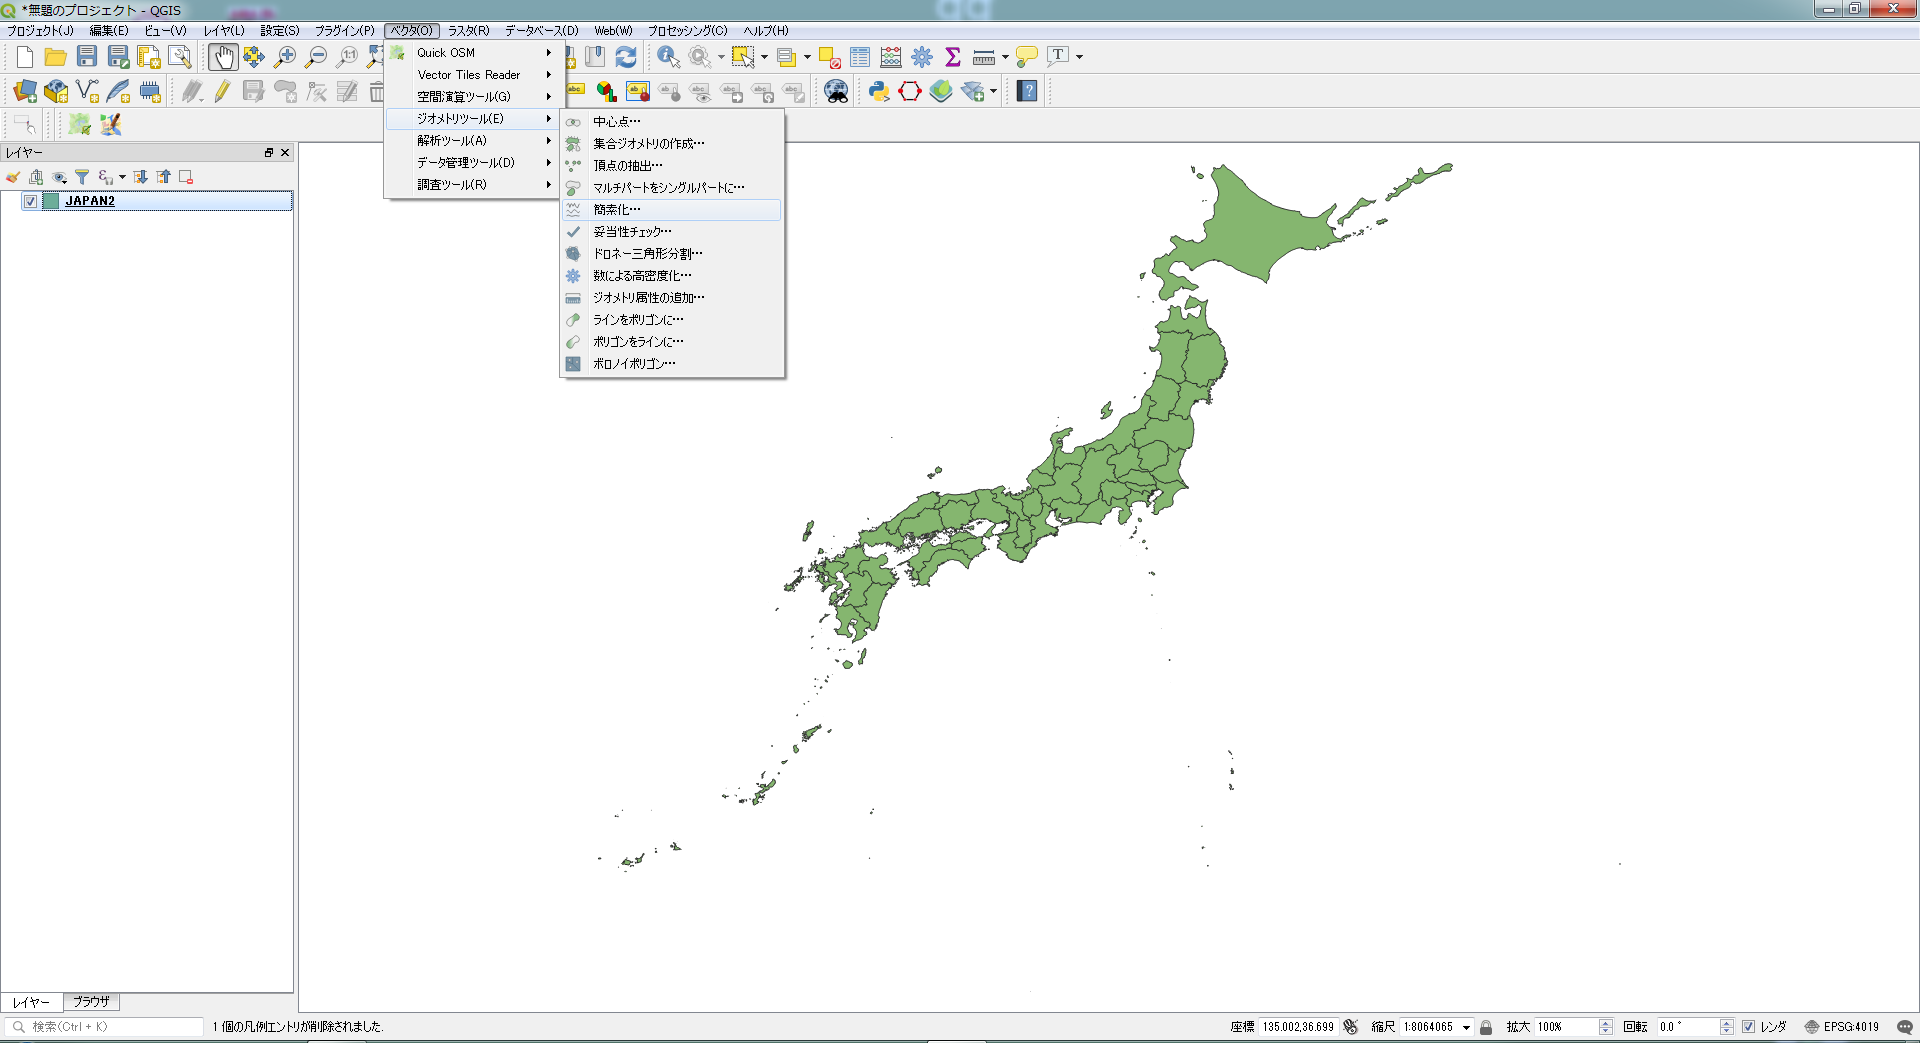 *無題のプロジェクト - QGIS
プロジェクト(J) 編集(E) ビュー(V) レイヤ(L) 設定(S) プラグイン(P) ベクタ(O) ラスタ(R) データベース(D) Web(W) プロセッシング(C) ヘルプ(H)
Quick OSM
Vector Tiles Reader
空間演算ツール(G)
ジオメトリツール(E)
解析ツール(A)
データ管理ツール(D)
調査ツール(R)
中心点…
集合ジオメトリの作成…
頂点の抽出…
マルチパートをシングルパートに…
簡素化…
妥当性チェック…
ドロネー三角形分割…
数による高密度化…
ジオメトリ属性の追加…
ラインをポリゴンに…
ポリゴンをラインに…
ボロノイポリゴン…
レイヤー
JAPAN2
レイヤー ブラウザ
検索(Ctrl + K) 1 個の凡例エントリが削除されました. 座標 135.002,36.699 縮尺 1:8064065 拡大 100% 回転 0.0 ° レンダ EPSG:4019